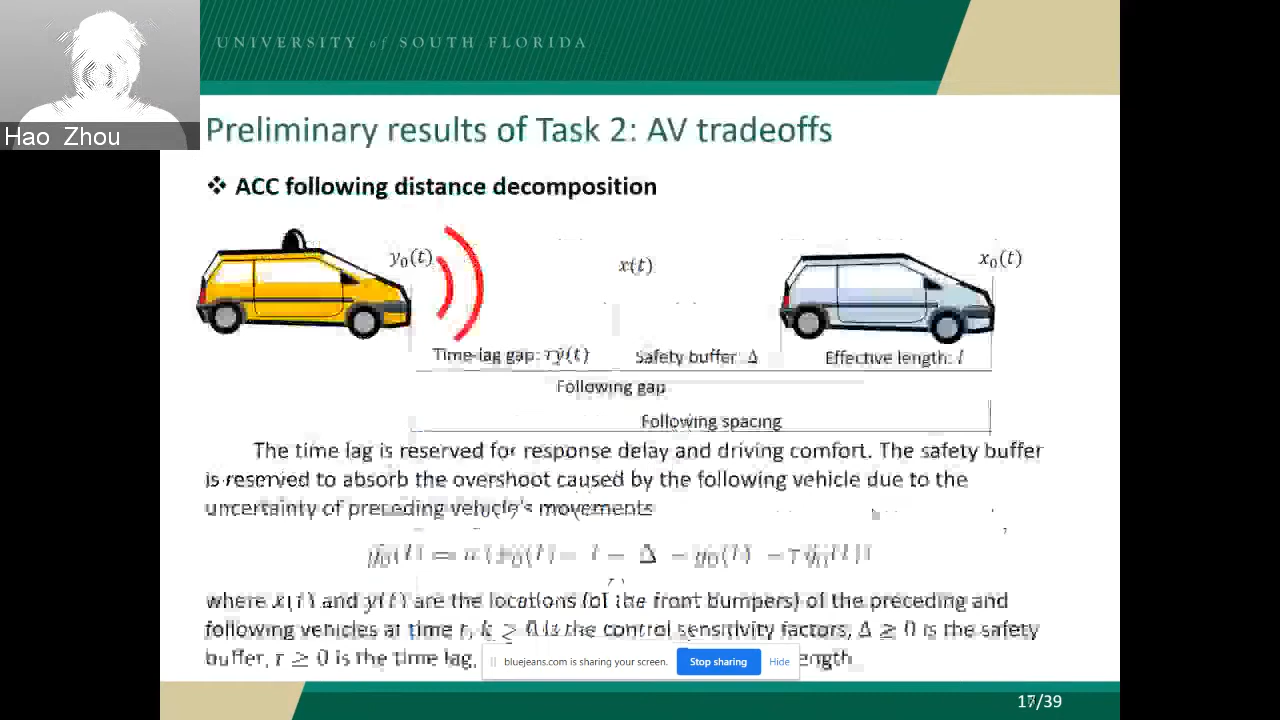 UNIVERSITY of SOUTH FLORIDA
Hao Zhou
Preliminary results of Task 2: AV tradeoffs
❖ ACC following distance decomposition
y₀(t)
x(t)
x₀(t)
Time-lag gap: τẏ(t)
Safety buffer: Δ
Effective length: l
Following gap
Following spacing
The time lag is reserved for response delay and driving comfort. The safety buffer
is reserved to absorb the overshoot caused by the following vehicle due to the
uncertainty of preceding vehicle's movements
where x(t) and y(t) are the locations (of the front bumpers) of the preceding and
following vehicles at time t, k ≥ 0 is the control sensitivity factors, Δ ≥ 0 is the safety
buffer, τ ≥ 0 is the time lag, length
bluejeans.com is sharing your screen.
Stop sharing
Hide
17/39